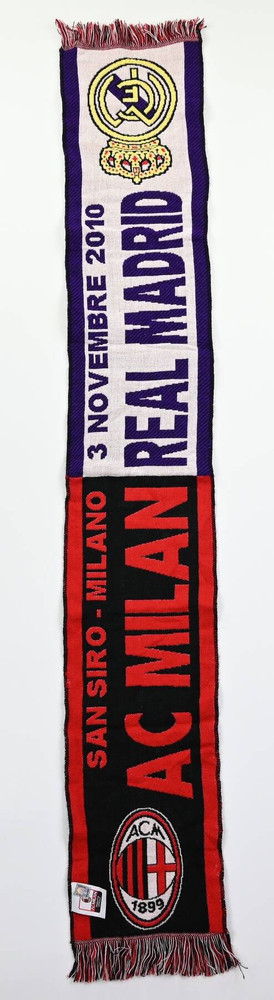 SAN SIRO - MILANO
AC MILAN
ACM
1899
3 NOVEMBRE 2010
REAL MADRID